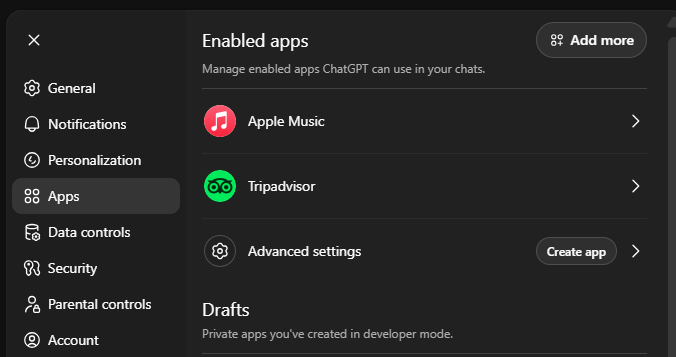 Enabled apps
Add more
Manage enabled apps ChatGPT can use in your chats.
General
Notifications
Personalization
Apps
Data controls
Security
Parental controls
Account
Apple Music
Tripadvisor
Advanced settings
Create app
Drafts
Private apps you've created in developer mode.